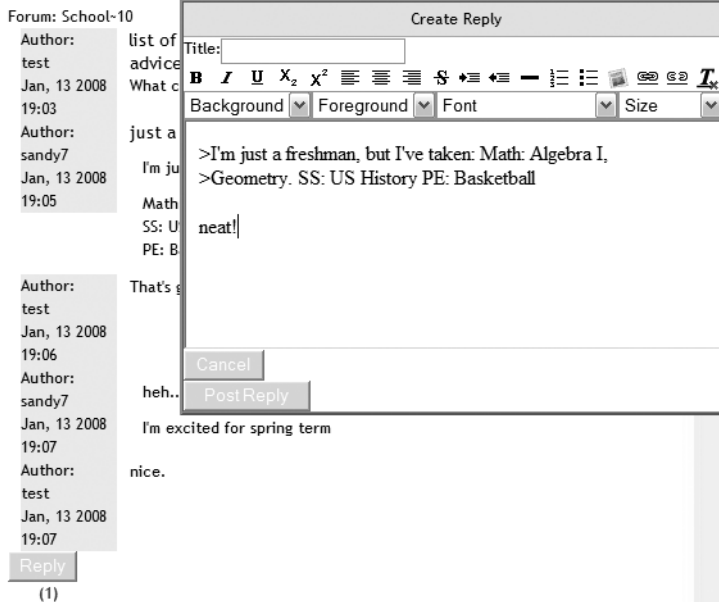 Forum: School~10
Author:
test
Jan, 13 2008
19:03
list of
advice
What c
Author:
sandy7
Jan, 13 2008
19:05
just a
I'm ju
Math
SS: U
PE: B
Author:
test
Jan, 13 2008
19:06
That's
Author:
sandy7
Jan, 13 2008
19:07
heh..
I'm excited for spring term
Author:
test
Jan, 13 2008
19:07
nice.
Reply
(1)
Create Reply
Title:
B I U X₂ X² S T
Background Foreground Font Size
>I'm just a freshman, but I've taken: Math: Algebra I,
>Geometry. SS: US History PE: Basketball
neat!
Cancel
Post Reply